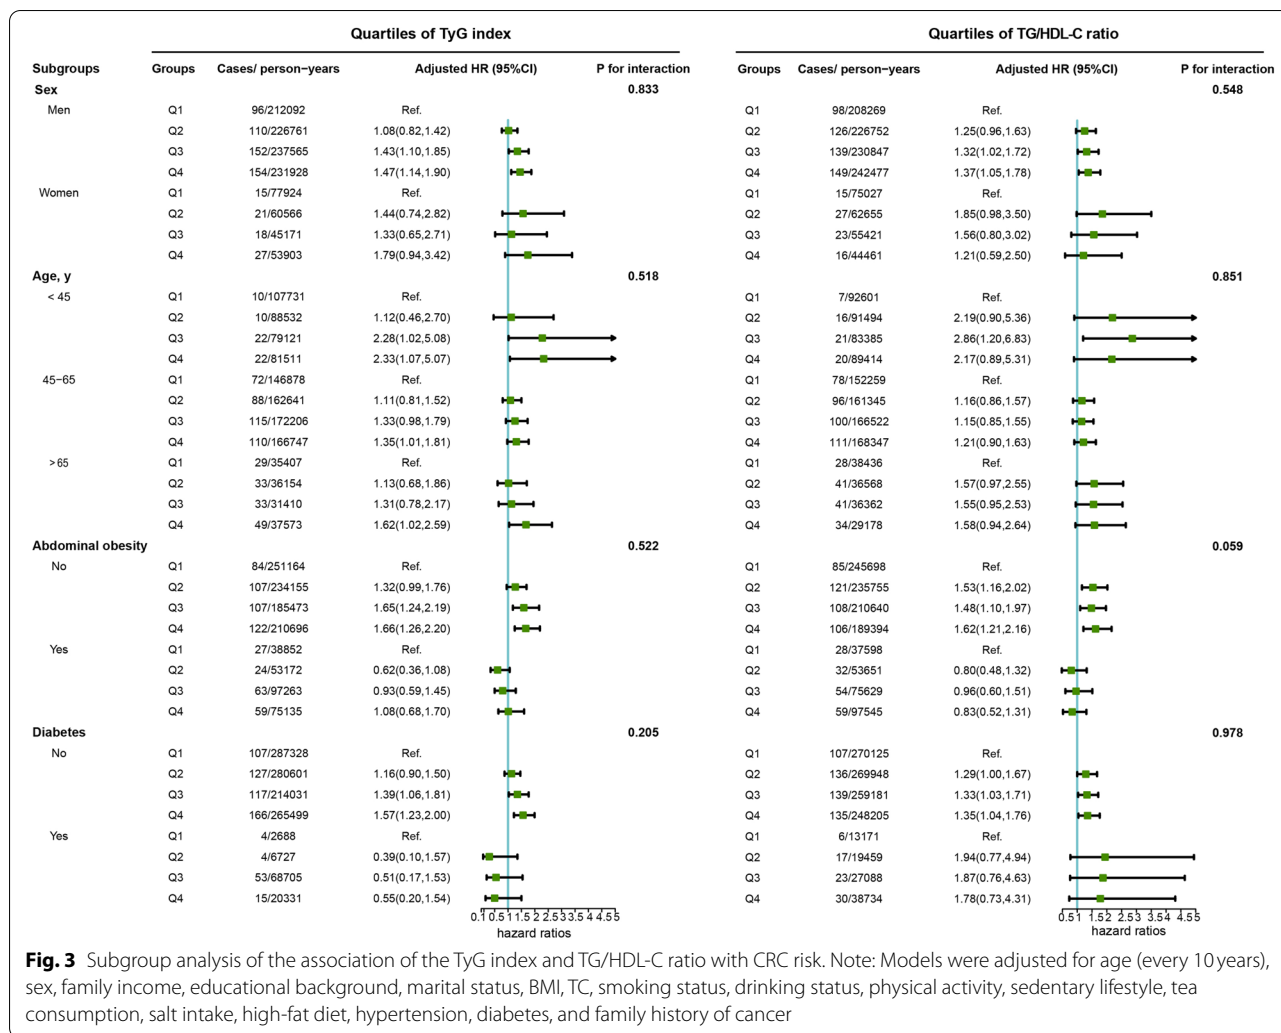 Quartiles of TyG index Quartiles of TG/HDL-C ratio
Subgroups Groups Cases/ person−years Adjusted HR (95%CI) P for interaction Groups Cases/ person−years Adjusted HR (95%CI) P for interaction
Sex 0.833 0.548
Men Q1 96/212092 Ref. Q1 98/208269 Ref.
Q2 110/226761 1.08(0.82,1.42) Q2 126/226752 1.25(0.96,1.63)
Q3 152/237565 1.43(1.10,1.85) Q3 139/230847 1.32(1.02,1.72)
Q4 154/231928 1.47(1.14,1.90) Q4 149/242477 1.37(1.05,1.78)
Women Q1 15/77924 Ref. Q1 15/75027 Ref.
Q2 21/60566 1.44(0.74,2.82) Q2 27/62655 1.85(0.98,3.50)
Q3 18/45171 1.33(0.65,2.71) Q3 23/55421 1.56(0.80,3.02)
Q4 27/53903 1.79(0.94,3.42) Q4 16/44461 1.21(0.59,2.50)
Age, y 0.518 0.851
< 45 Q1 10/107731 Ref. Q1 7/92601 Ref.
Q2 10/88532 1.12(0.46,2.70) Q2 16/91494 2.19(0.90,5.36)
Q3 22/79121 2.28(1.02,5.08) Q3 21/83385 2.86(1.20,6.83)
Q4 22/81511 2.33(1.07,5.07) Q4 20/89414 2.17(0.89,5.31)
45−65 Q1 72/146878 Ref. Q1 78/152259 Ref.
Q2 88/162641 1.11(0.81,1.52) Q2 96/161345 1.16(0.86,1.57)
Q3 115/172206 1.33(0.98,1.79) Q3 100/166522 1.15(0.85,1.55)
Q4 110/166747 1.35(1.01,1.81) Q4 111/168347 1.21(0.90,1.63)
>65 Q1 29/35407 Ref. Q1 28/38436 Ref.
Q2 33/36154 1.13(0.68,1.86) Q2 41/36568 1.57(0.97,2.55)
Q3 33/31410 1.31(0.78,2.17) Q3 41/36362 1.55(0.95,2.53)
Q4 49/37573 1.62(1.02,2.59) Q4 34/29178 1.58(0.94,2.64)
Abdominal obesity 0.522 0.059
No Q1 84/251164 Ref. Q1 85/245698 Ref.
Q2 107/234155 1.32(0.99,1.76) Q2 121/235755 1.53(1.16,2.02)
Q3 107/185473 1.65(1.24,2.19) Q3 108/210640 1.48(1.10,1.97)
Q4 122/210696 1.66(1.26,2.20) Q4 106/189394 1.62(1.21,2.16)
Yes Q1 27/38852 Ref. Q1 28/37598 Ref.
Q2 24/53172 0.62(0.36,1.08) Q2 32/53651 0.80(0.48,1.32)
Q3 63/97263 0.93(0.59,1.45) Q3 54/75629 0.96(0.60,1.51)
Q4 59/75135 1.08(0.68,1.70) Q4 59/97545 0.83(0.52,1.31)
Diabetes 0.205 0.978
No Q1 107/287328 Ref. Q1 107/270125 Ref.
Q2 127/280601 1.16(0.90,1.50) Q2 136/269948 1.29(1.00,1.67)
Q3 117/214031 1.39(1.06,1.81) Q3 139/259181 1.33(1.03,1.71)
Q4 166/265499 1.57(1.23,2.00) Q4 135/248205 1.35(1.04,1.76)
Yes Q1 4/2688 Ref. Q1 6/13171 Ref.
Q2 4/6727 0.39(0.10,1.57) Q2 17/19459 1.94(0.77,4.94)
Q3 53/68705 0.51(0.17,1.53) Q3 23/27088 1.87(0.76,4.63)
Q4 15/20331 0.55(0.20,1.54) Q4 30/38734 1.78(0.73,4.31)
0.1 0.5 1 1.5 2 2.5 3 3.5 4 4.5 5 0.5 1 1.5 2 2.5 3 3.5 4 4.5 5
hazard ratios hazard ratios
Fig. 3 Subgroup analysis of the association of the TyG index and TG/HDL-C ratio with CRC risk. Note: Models were adjusted for age (every 10 years),
sex, family income, educational background, marital status, BMI, TC, smoking status, drinking status, physical activity, sedentary lifestyle, tea
consumption, salt intake, high-fat diet, hypertension, diabetes, and family history of cancer